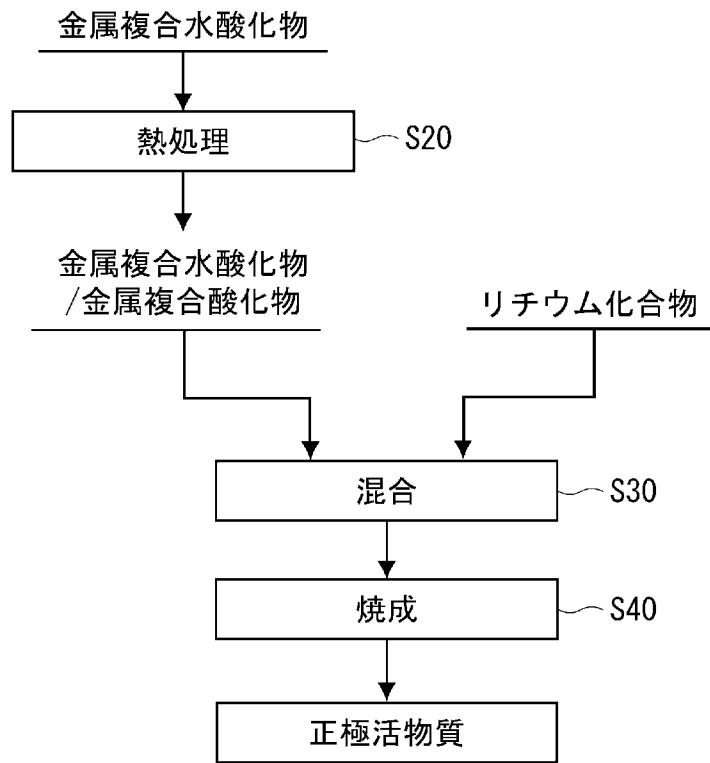 金属複合水酸化物
熱処理
S20
金属複合水酸化物
/金属複合酸化物
リチウム化合物
混合
S30
焼成
S40
正極活物質